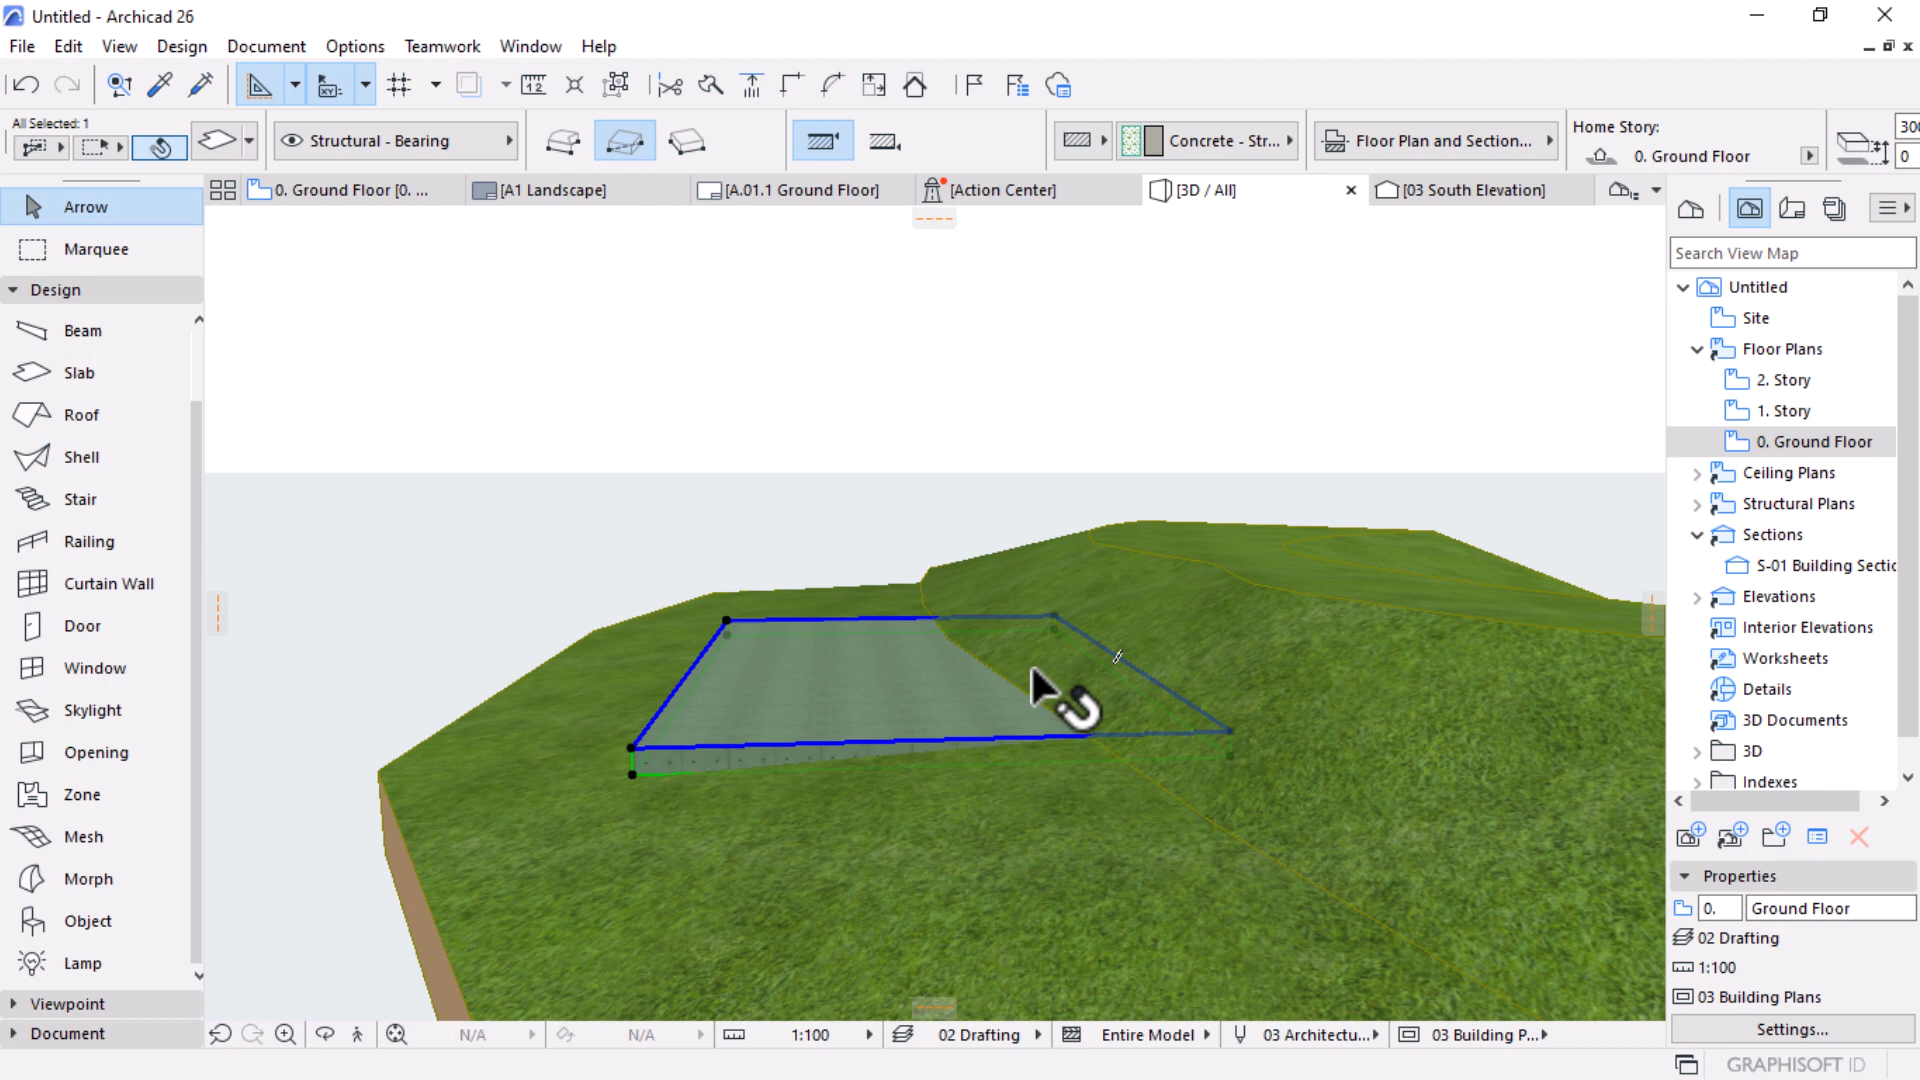 Untitled - Archicad 26
File Edit View Design Document Options Teamwork Window Help
All Selected: 1
Structural - Bearing
Concrete - Str...
Floor Plan and Section...
Home Story:
0. Ground Floor
300
0
Arrow
Marquee
Design
Beam
Slab
Roof
Shell
Stair
Railing
Curtain Wall
Door
Window
Skylight
Opening
Zone
Mesh
Morph
Object
Lamp
Viewpoint
Document
0. Ground Floor [0. ...
[A1 Landscape]
[A.01.1 Ground Floor]
[Action Center]
[3D / All]
[03 South Elevation]
Search View Map
Untitled
Site
Floor Plans
2. Story
1. Story
0. Ground Floor
Ceiling Plans
Structural Plans
Sections
S-01 Building Sectic
Elevations
Interior Elevations
Worksheets
Details
3D Documents
3D
Indexes
Properties
0. Ground Floor
02 Drafting
1:100
03 Building Plans
Settings...
N/A
N/A
1:100
02 Drafting
Entire Model
03 Architectu...
03 Building P...
GRAPHISOFT ID